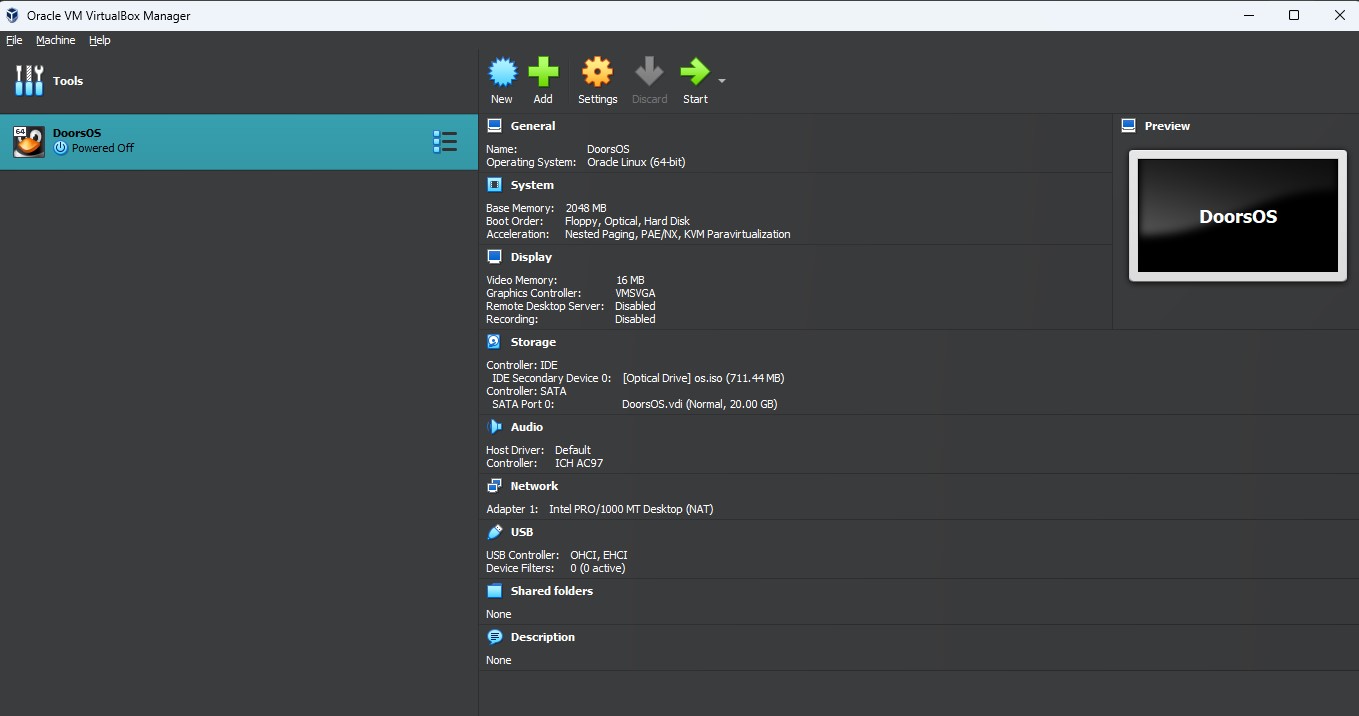 Oracle VM VirtualBox Manager
File Machine Help
Tools
New Add Settings Discard Start
64
DoorsOS
Powered Off
General
Name: DoorsOS
Operating System: Oracle Linux (64-bit)
System
Base Memory: 2048 MB
Boot Order: Floppy, Optical, Hard Disk
Acceleration: Nested Paging, PAE/NX, KVM Paravirtualization
Display
Video Memory: 16 MB
Graphics Controller: VMSVGA
Remote Desktop Server: Disabled
Recording: Disabled
Storage
Controller: IDE
IDE Secondary Device 0: [Optical Drive] os.iso (711.44 MB)
Controller: SATA
SATA Port 0: DoorsOS.vdi (Normal, 20.00 GB)
Audio
Host Driver: Default
Controller: ICH AC97
Network
Adapter 1: Intel PRO/1000 MT Desktop (NAT)
USB
USB Controller: OHCI, EHCI
Device Filters: 0 (0 active)
Shared folders
None
Description
None
Preview
DoorsOS